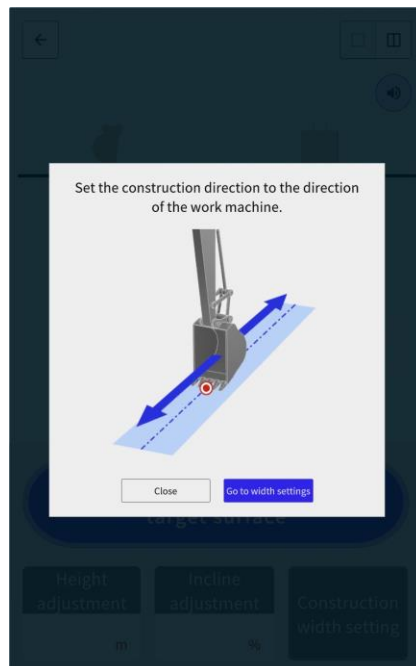 Set the construction direction to the direction
of the work machine.
Close
Go to width settings
target surface
Height
adjustment
m
Incline
adjustment
%
Construction
width setting